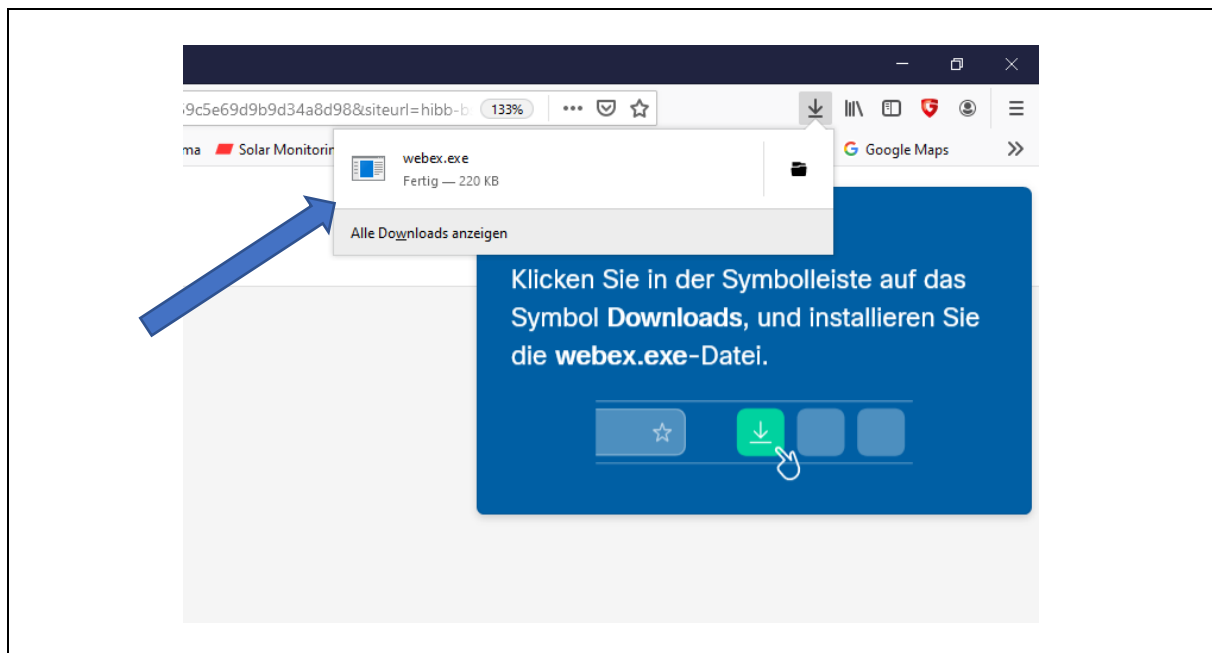 59c5e69d9b9d34a8d98&siteurl=hibb-b 133%
ma Solar Monitorin Google Maps
webex.exe
Fertig — 220 KB
Alle Downloads anzeigen
Klicken Sie in der Symbolleiste auf das
Symbol Downloads, und installieren Sie
die webex.exe-Datei.